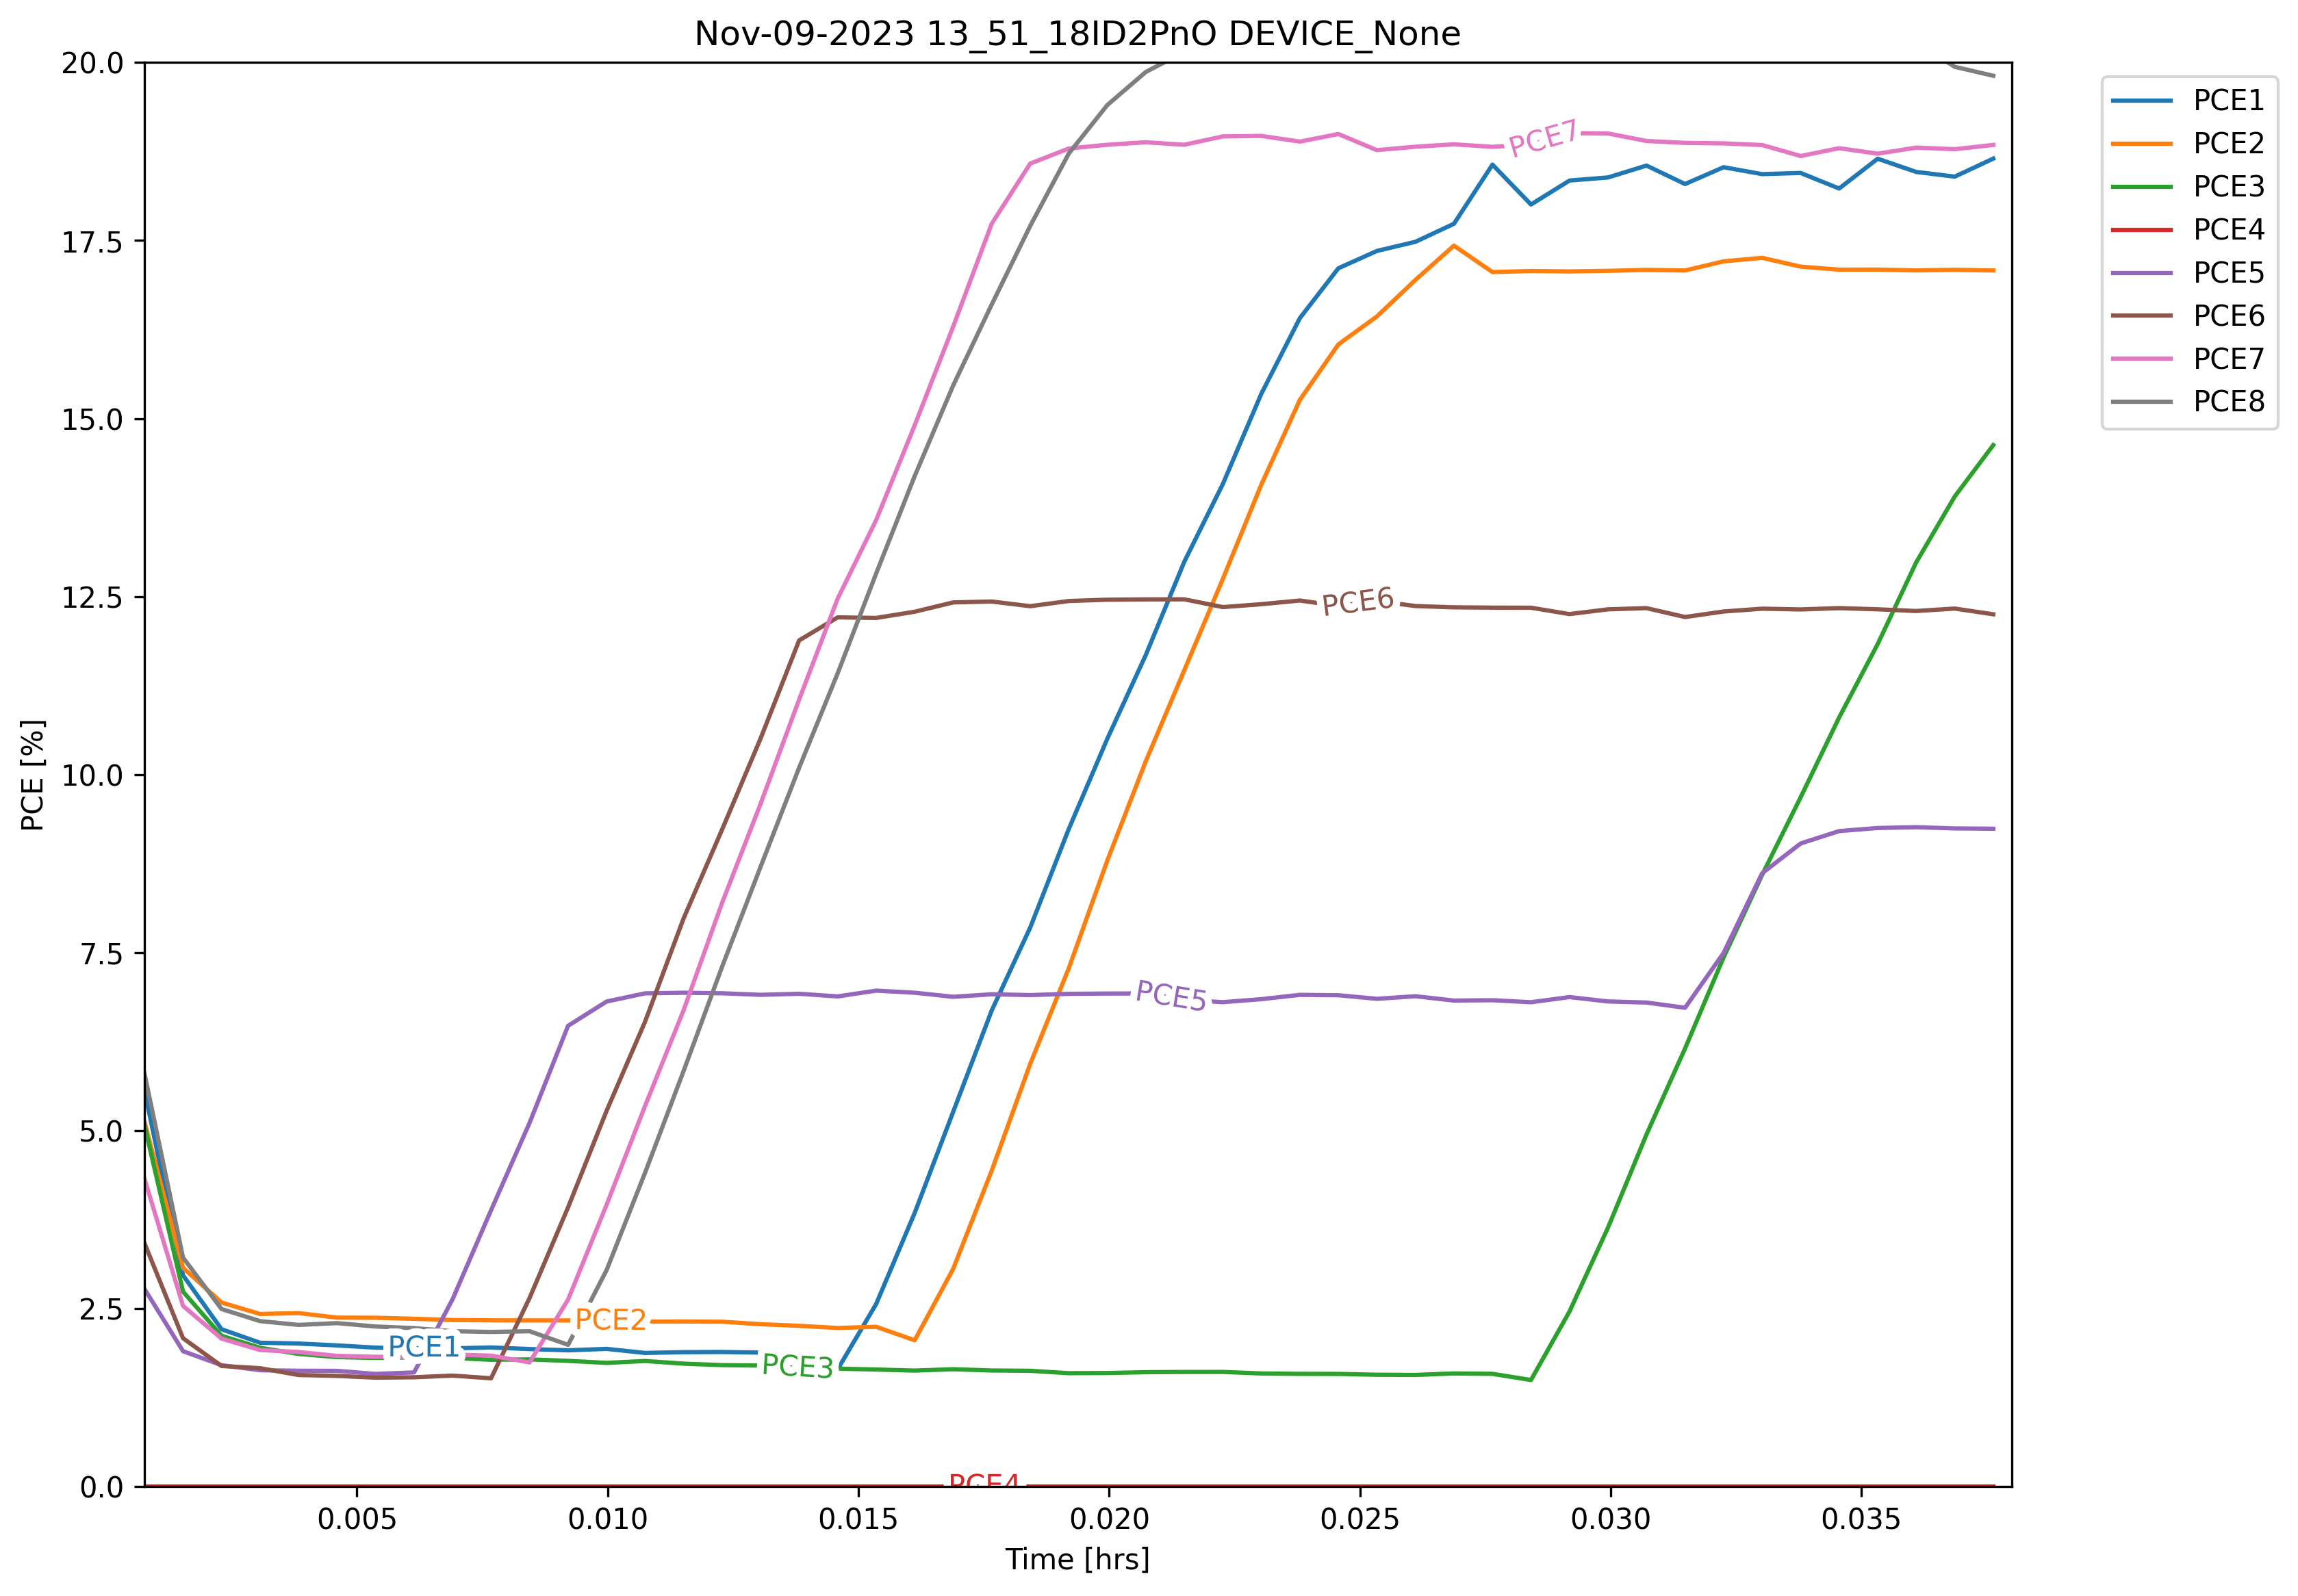 Nov-09-2023 13_51_18ID2PnO DEVICE_None
20.0
17.5
15.0
12.5
10.0
7.5
5.0
2.5
0.0
PCE [%]
PCE7
PCE6
PCE5
PCE2
PCE1
PCE3
PCE4
0.005 0.010 0.015 0.020 0.025 0.030 0.035
Time [hrs]
PCE1
PCE2
PCE3
PCE4
PCE5
PCE6
PCE7
PCE8